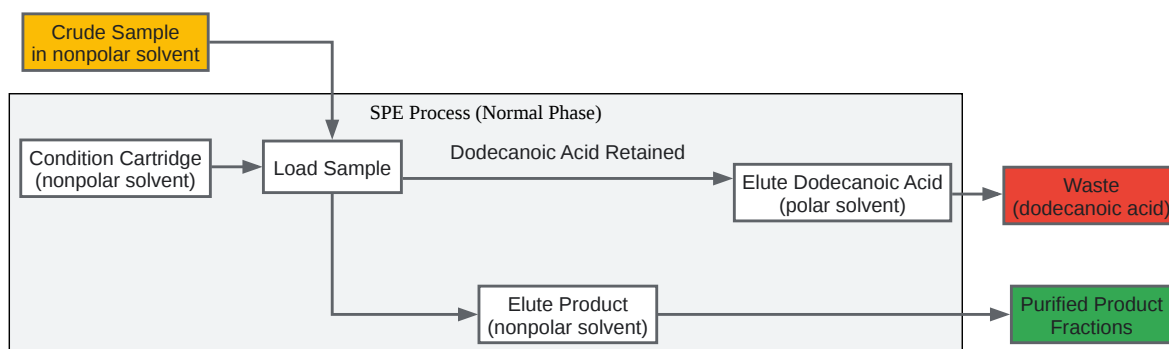 Crude Sample
in nonpolar solvent
SPE Process (Normal Phase)
Condition Cartridge
(nonpolar solvent)
Load Sample
Dodecanoic Acid Retained
Elute Dodecanoic Acid
(polar solvent)
Waste
(dodecanoic acid)
Elute Product
(nonpolar solvent)
Purified Product
Fractions